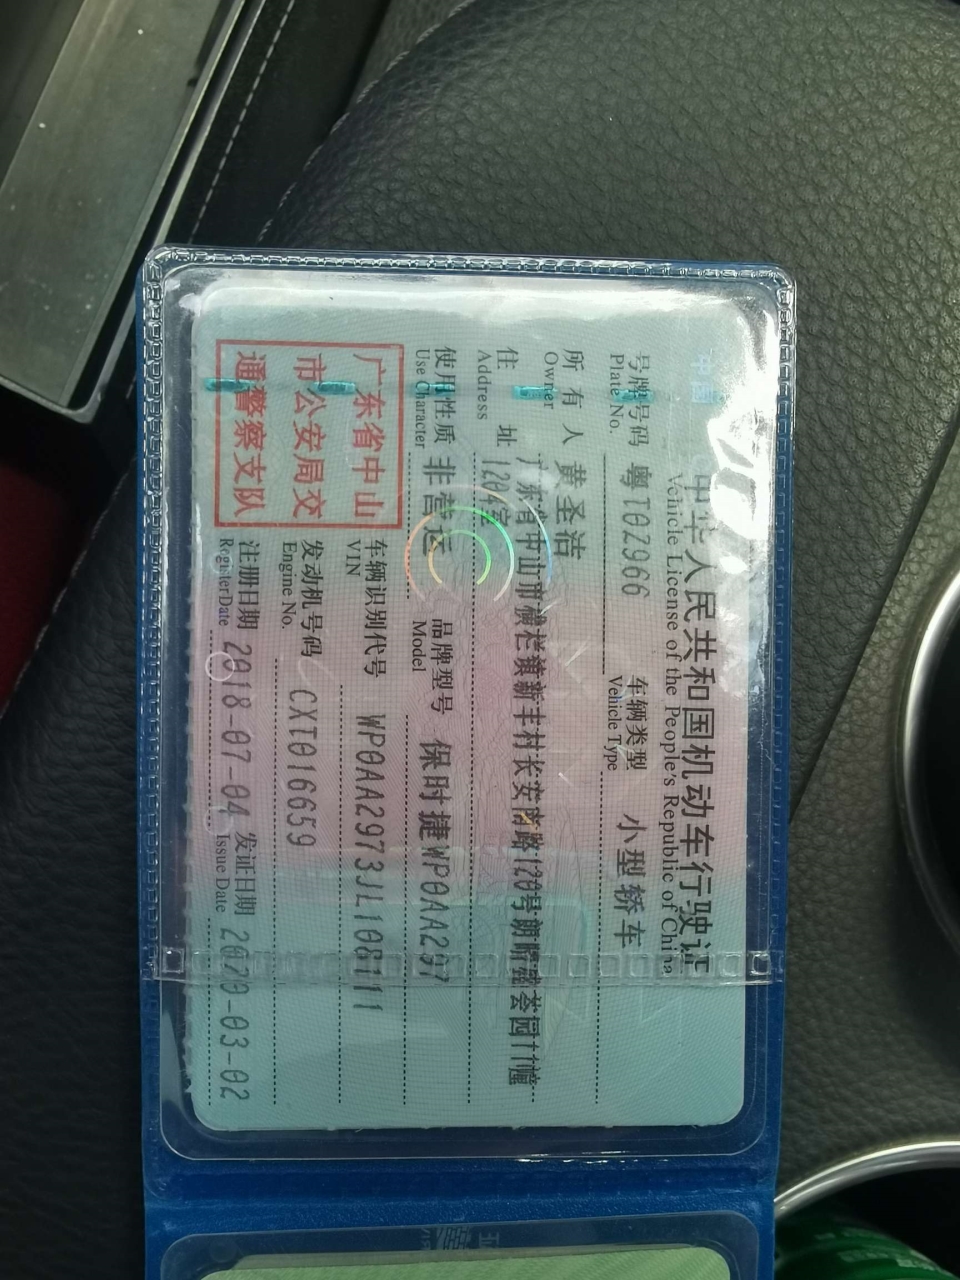 中华人民共和国机动车行驶证
Vehicle License of the People's Republic of China
号牌号码 粤T0Z966 车辆类型 小型轿车
Plate No. Vehicle Type
所有人 黄圣洁
Owner
住址 广东省中山市横栏镇新丰村长安南路120号朗晴盛荟园11幢
Address 1204室
使用性质 非营运 品牌型号 保时捷WP0AA297
Use Character Model
广东省中山
市公安局交
通警察支队
车辆识别代号 WP0AA2973JL108111
VIN
发动机号码 CXT016659
Engine No.
注册日期 2018-07-04 发证日期 2020-03-02
Register Date Issue Date